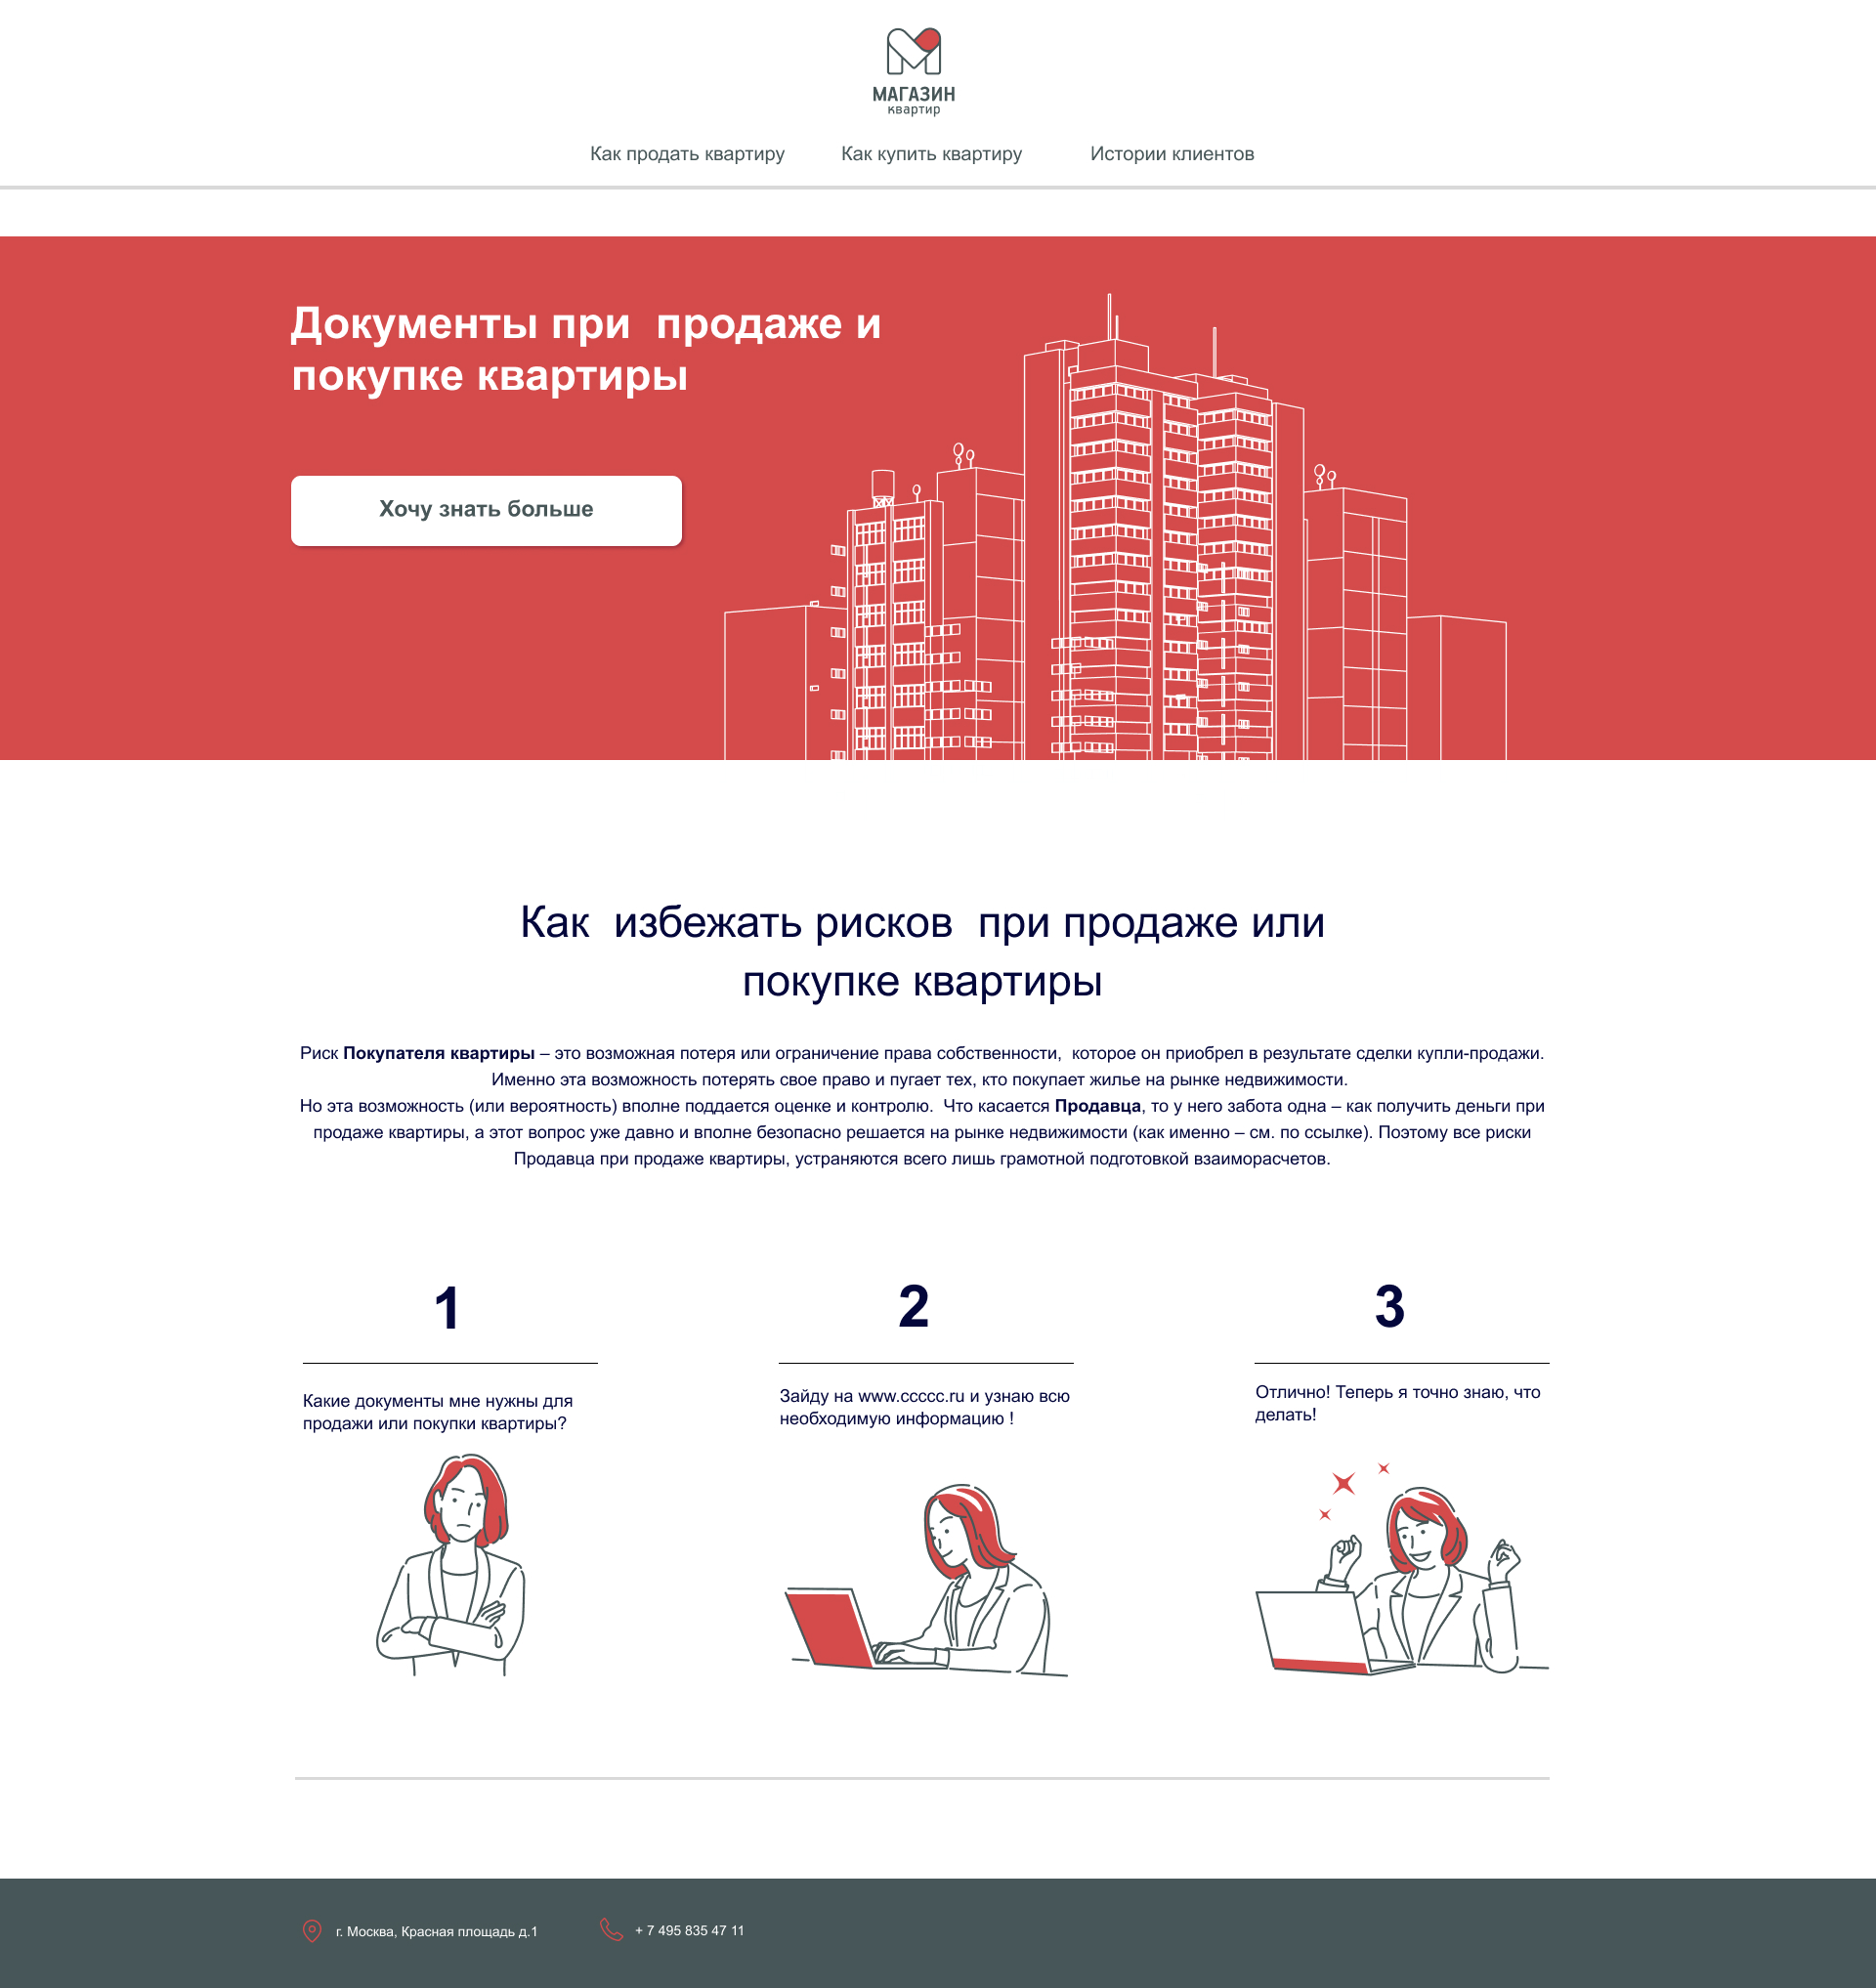 МАГАЗИН
квартир
Как продать квартиру
Как купить квартиру
Истории клиентов
Документы при  продаже и
покупке квартиры
Хочу знать больше
Как  избежать рисков  при продаже или
покупке квартиры
Риск Покупателя квартиры – это возможная потеря или ограничение права собственности,  которое он приобрел в результате сделки купли-продажи.
Именно эта возможность потерять свое право и пугает тех, кто покупает жилье на рынке недвижимости.
Но эта возможность (или вероятность) вполне поддается оценке и контролю.  Что касается Продавца, то у него забота одна – как получить деньги при
продаже квартиры, а этот вопрос уже давно и вполне безопасно решается на рынке недвижимости (как именно – см. по ссылке). Поэтому все риски
Продавца при продаже квартиры, устраняются всего лишь грамотной подготовкой взаиморасчетов.
1
Какие документы мне нужны для
продажи или покупки квартиры?
2
Зайду на www.ccccc.ru и узнаю всю
необходимую информацию !
3
Отлично! Теперь я точно знаю, что
делать!
г. Москва, Красная площадь д.1
+ 7 495 835 47 11